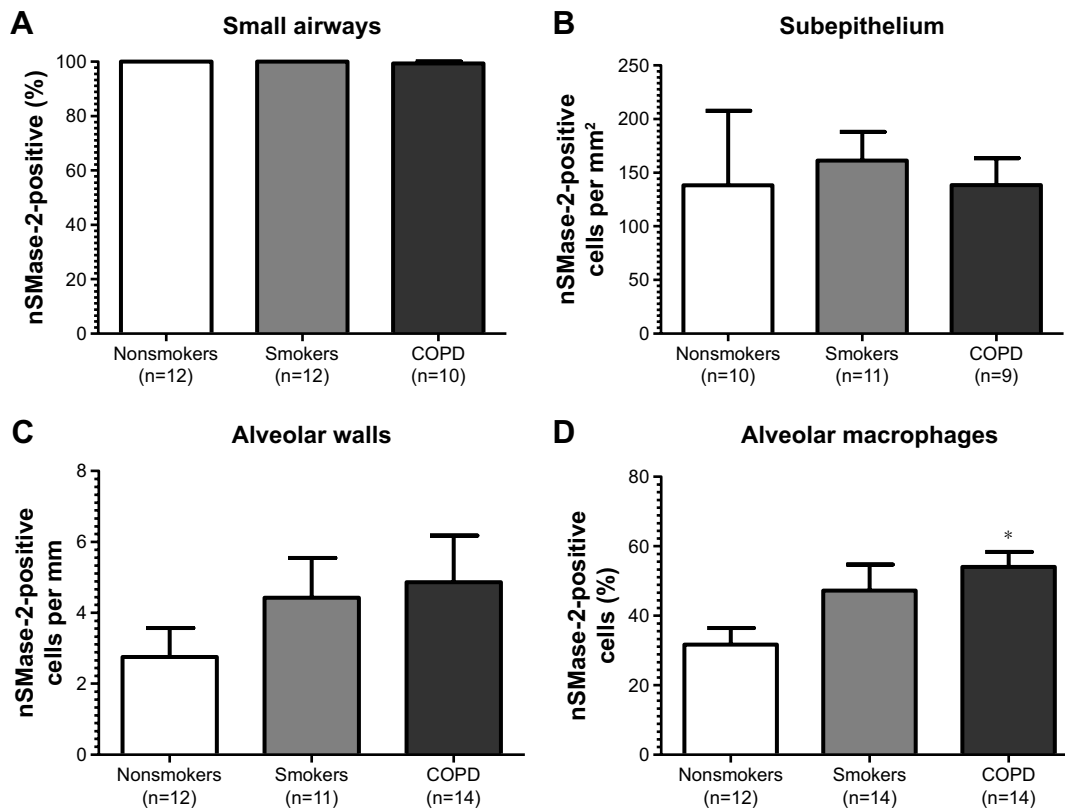 A
Small airways
nSMase-2-positive (%)
100
80
60
40
20
0
Nonsmokers
(n=12)
Smokers
(n=12)
COPD
(n=10)
B
Subepithelium
nSMase-2-positive
cells per mm²
250
200
150
100
50
0
Nonsmokers
(n=10)
Smokers
(n=11)
COPD
(n=9)
C
Alveolar walls
nSMase-2-positive
cells per mm
8
6
4
2
0
Nonsmokers
(n=12)
Smokers
(n=11)
COPD
(n=14)
D
Alveolar macrophages
nSMase-2-positive
cells (%)
80
60
40
20
0
*
Nonsmokers
(n=12)
Smokers
(n=14)
COPD
(n=14)